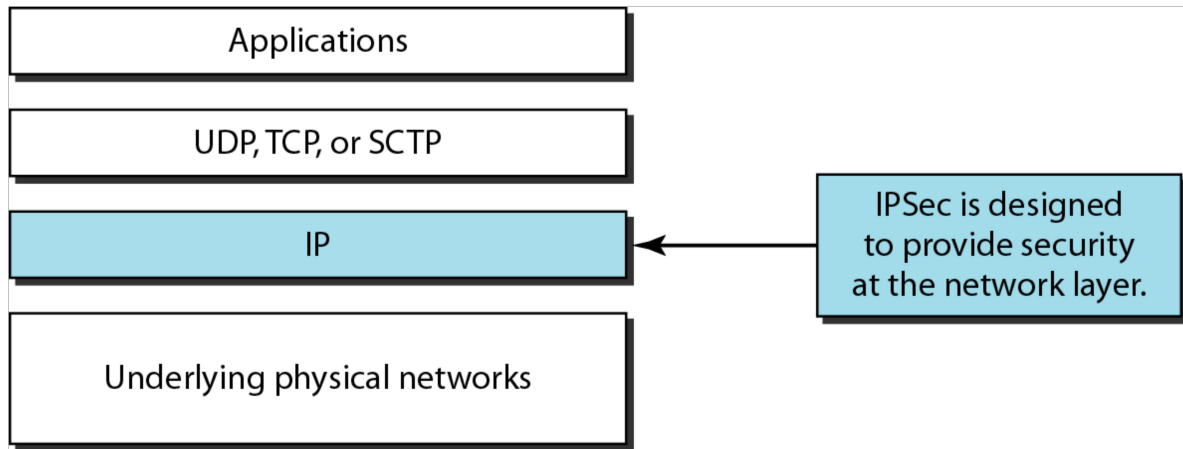 Applications
UDP, TCP, or SCTP
IP
IPSec is designed
to provide security
at the network layer.
Underlying physical networks